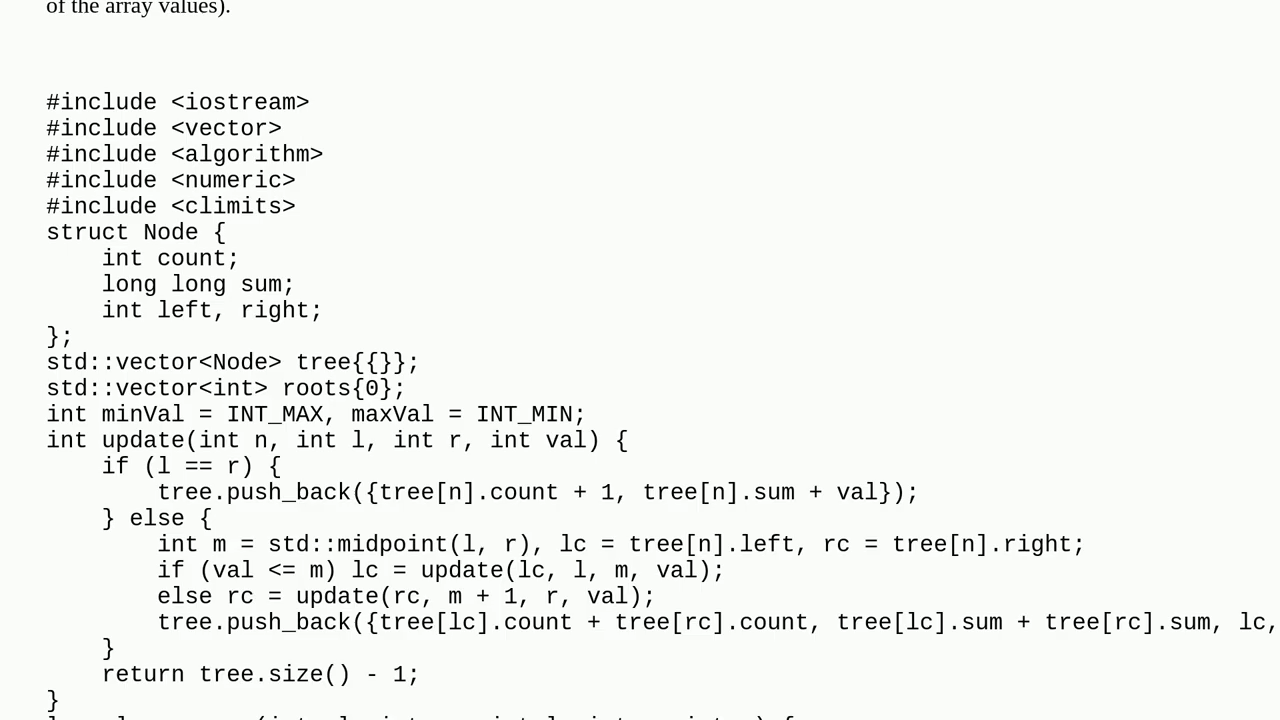 of the array values).
#include <iostream>
#include <vector>
#include <algorithm>
#include <numeric>
#include <climits>
struct Node {
    int count;
    long long sum;
    int left, right;
};
std::vector<Node> tree{{}};
std::vector<int> roots{0};
int minVal = INT_MAX, maxVal = INT_MIN;
int update(int n, int l, int r, int val) {
    if (l == r) {
        tree.push_back({tree[n].count + 1, tree[n].sum + val});
    } else {
        int m = std::midpoint(l, r), lc = tree[n].left, rc = tree[n].right;
        if (val <= m) lc = update(lc, l, m, val);
        else rc = update(rc, m + 1, r, val);
        tree.push_back({tree[lc].count + tree[rc].count, tree[lc].sum + tree[rc].sum, lc,
    }
    return tree.size() - 1;
}